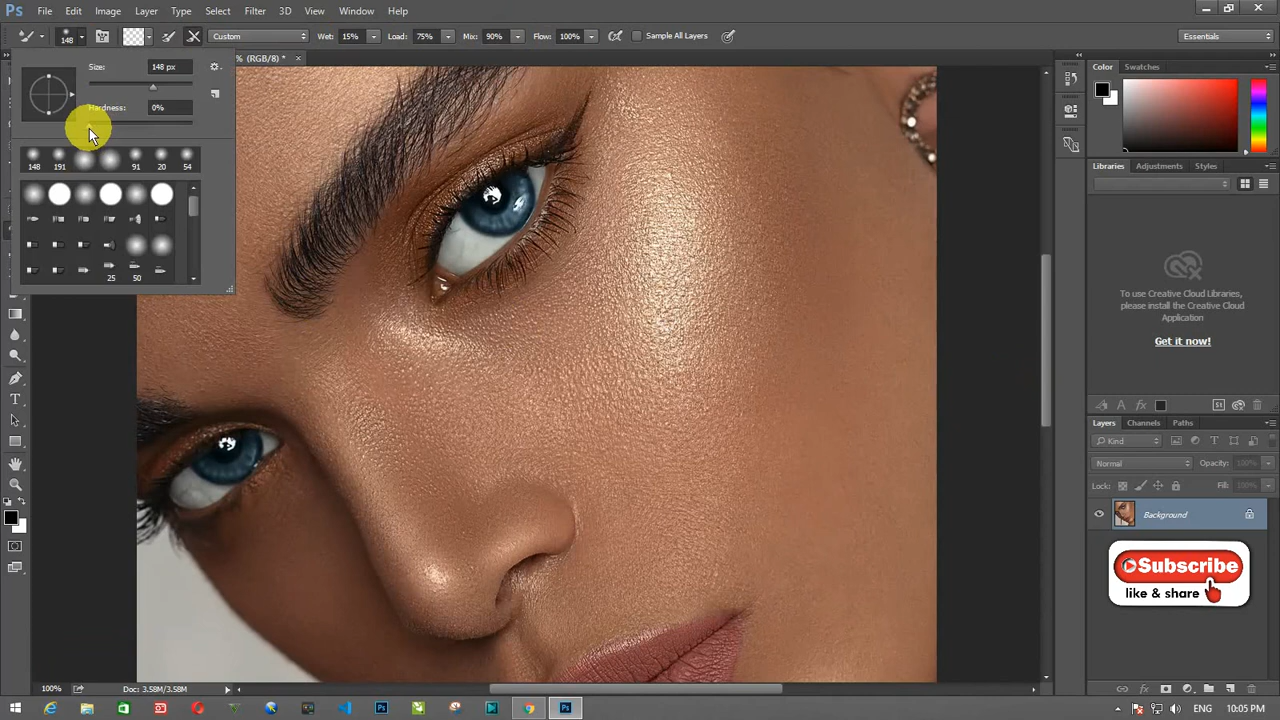 Ps File Edit Image Layer Type Select Filter 3D View Window Help
148 Custom Wet: 15% Load: 75% Mix: 90% Flow: 100% Sample All Layers Essentials
% (RGB/8) *
Size: 148 px
Hardness: 0%
148 191 91 20 54
25 50
Color Swatches
Libraries Adjustments Styles
To use Creative Cloud Libraries,
please install the Creative Cloud
Application
Get it now!
Layers Channels Paths
Kind
Normal Opacity: 100%
Lock: Fill: 100%
Background
Subscribe
like & share
100% Doc: 3.58M/3.58M
ENG 10:05 PM